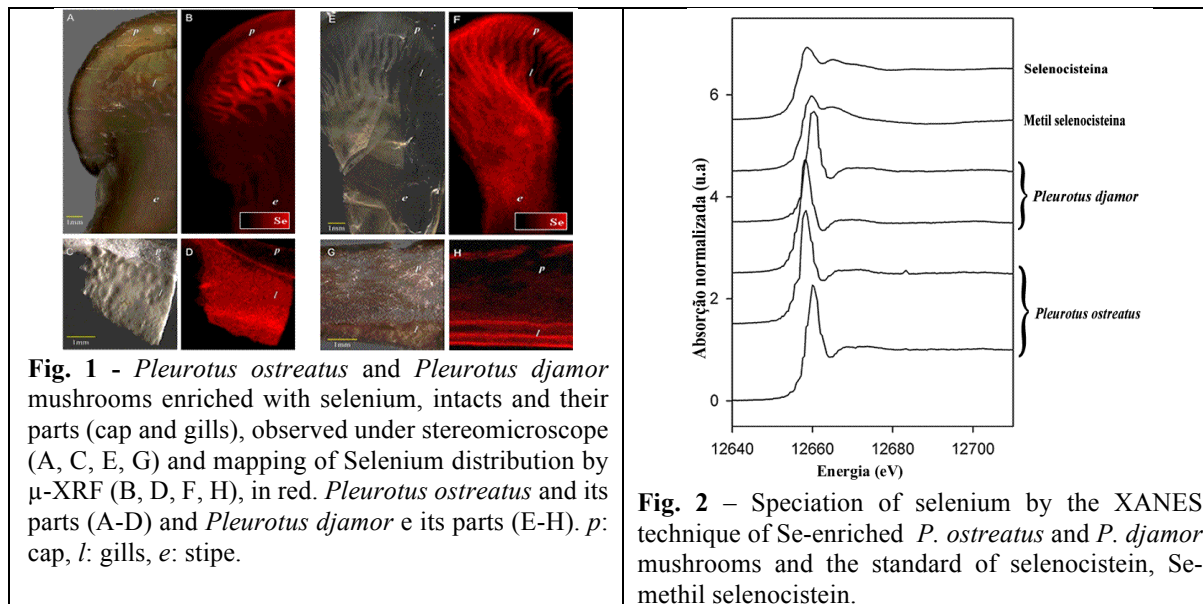 A
B
E
F
p
p
p
p
l
l
l
e
e
e
1mm
Se
1mm
Se
C
D
G
H
p
p
p
p
l
l
l
1mm
1mm
Fig. 1 - Pleurotus ostreatus and Pleurotus djamor
mushrooms enriched with selenium, intacts and their
parts (cap and gills), observed under stereomicroscope
(A, C, E, G) and mapping of Selenium distribution by
µ-XRF (B, D, F, H), in red. Pleurotus ostreatus and its
parts (A-D) and Pleurotus djamor e its parts (E-H). p:
cap, l: gills, e: stipe.
Absorção normalizada (u.a)
6
4
2
0
Selenocisteina
Metil selenocisteina
Pleurotus djamor
Pleurotus ostreatus
12640
12660
12680
12700
Energia (eV)
Fig. 2 – Speciation of selenium by the XANES
technique of Se-enriched P. ostreatus and P. djamor
mushrooms and the standard of selenocistein, Se-
methil selenocistein.